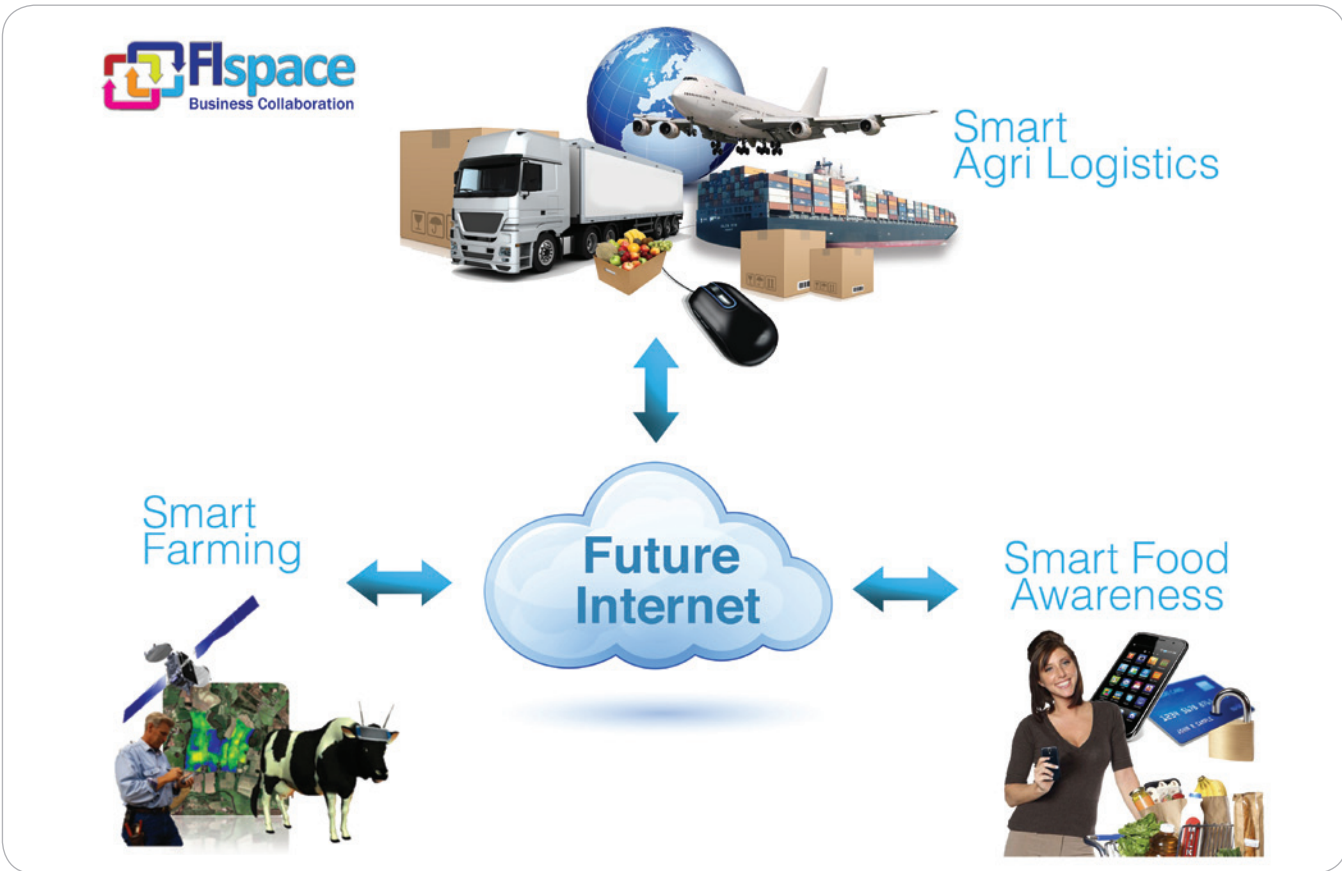 FIspace
Business Collaboration
Smart
Agri Logistics
Smart
Farming
Future
Internet
Smart Food
Awareness